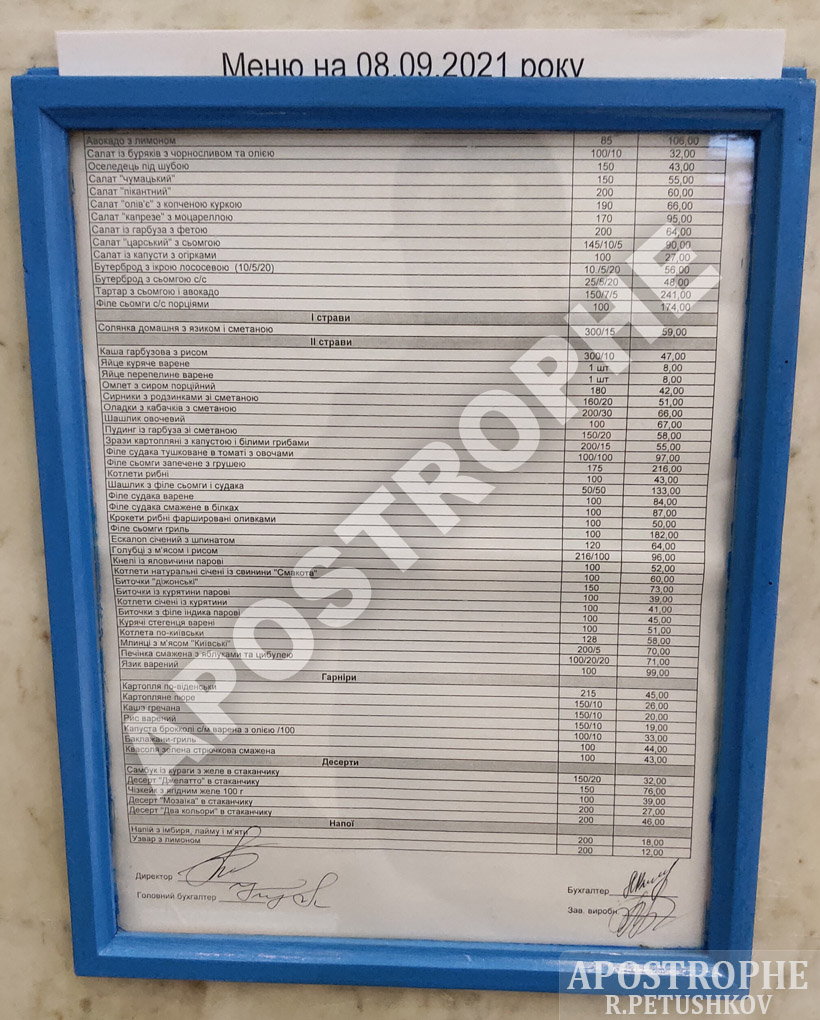 Меню на 08.09.2021 року
Авокадо з лимоном 85 106,00
Салат із буряків з чорносливом та олією 100/10 32,00
Оселедець під шубою 150 43,00
Салат "чумацький" 150 55,00
Салат "пікантний" 200 60,00
Салат "олів'є" з копченою куркою 190 66,00
Салат "капрезе" з моцареллою 170 95,00
Салат із гарбуза з фетою 200 64,00
Салат "царський" з сьомгою 145/10/5 90,00
Салат із капусти з огірками 100 27,00
Бутерброд з ікрою лососевою (10/5/20) 10 /5/20 56,00
Бутерброд з сьомгою с/с 25/5/20 48,00
Тартар з сьомгою і авокадо 150/7/5 241,00
Філе сьомги с/с порціями 100 174,00
І страви
Солянка домашня з язиком і сметаною 300/15 59,00
ІІ страви
Каша гарбузова з рисом 300/10 47,00
Яйце куряче варене 1 шт 8,00
Яйце перепелине варене 1 шт 8,00
Омлет з сиром порційний 180 42,00
Сирники з родзинками зі сметаною 160/20 51,00
Оладки з кабачків з сметаною 200/30 66,00
Шашлик овочевий 100 67,00
Пудинг із гарбуза зі сметаною 150/20 58,00
Зрази картопляні з капустою і білими грибами 200/15 55,00
Філе судака тушковане в томаті з овочами 100/100 97,00
Філе сьомги запечене з грушею 175 216,00
Котлети рибні 100 43,00
Шашлик з філе сьомги і судака 50/50 133,00
Філе судака варене 100 84,00
Філе судака смажене в білках 100 87,00
Крокети рибні фаршировані оливками 100 50,00
Філе сьомги гриль 100 182,00
Ескалоп січений з шпинатом 120 64,00
Голубці з м'ясом і рисом 216/100 96,00
Кнелі із яловичини парові 100 52,00
Котлети натуральні січені із свинини "Смакота" 100 60,00
Биточки "діжонські" 150 73,00
Биточки із курятини парові 100 39,00
Котлети січені із курятини 100 41,00
Биточки з філе індика парові 100 45,00
Курячі стегенця варені 100 51,00
Котлета по-київськи 128 58,00
Млинці з м'ясом "Київські" 200/5 70,00
Печінка смажена з яблуками та цибулею 100/20/20 71,00
Язик варений 100 99,00
Гарніри
Картопля по-віденськи 215 45,00
Картопляне пюре 150/10 26,00
Каша гречана 150/10 20,00
Рис варений 150/10 19,00
Капуста броколі с/м варена з олією /100 100/10 33,00
Баклажани-гриль 100 44,00
Квасоля зелена стрючкова смажена 100 43,00
Десерти
Самбук із кураги з желе в стаканчику 150/20 32,00
Десерт "Джелатто" в стаканчику 150 76,00
Чізкейк з ягідним желе 100 г 100 39,00
Десерт "Мозаїка" в стаканчику 200 27,00
Десерт "Два кольори" в стаканчику 200 46,00
Напої
Напій з імбиря, лайму і м'яти 200 18,00
Узвар з лимоном 200 12,00
Директор
Бухгалтер
Головний бухгалтер
Зав. виробн.
APOSTROPHE
APOSTROPHE
R.PETUSHKOV